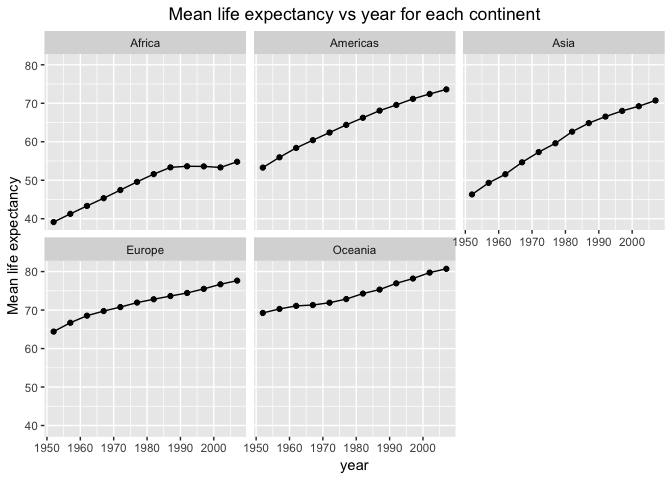 Mean life expectancy vs year for each continent
Africa
Americas
Asia
80
70
60
50
40
1950 1960 1970 1980 1990 2000
Europe
Oceania
80
70
60
50
40
1950 1960 1970 1980 1990 2000
1950 1960 1970 1980 1990 2000
Mean life expectancy
year